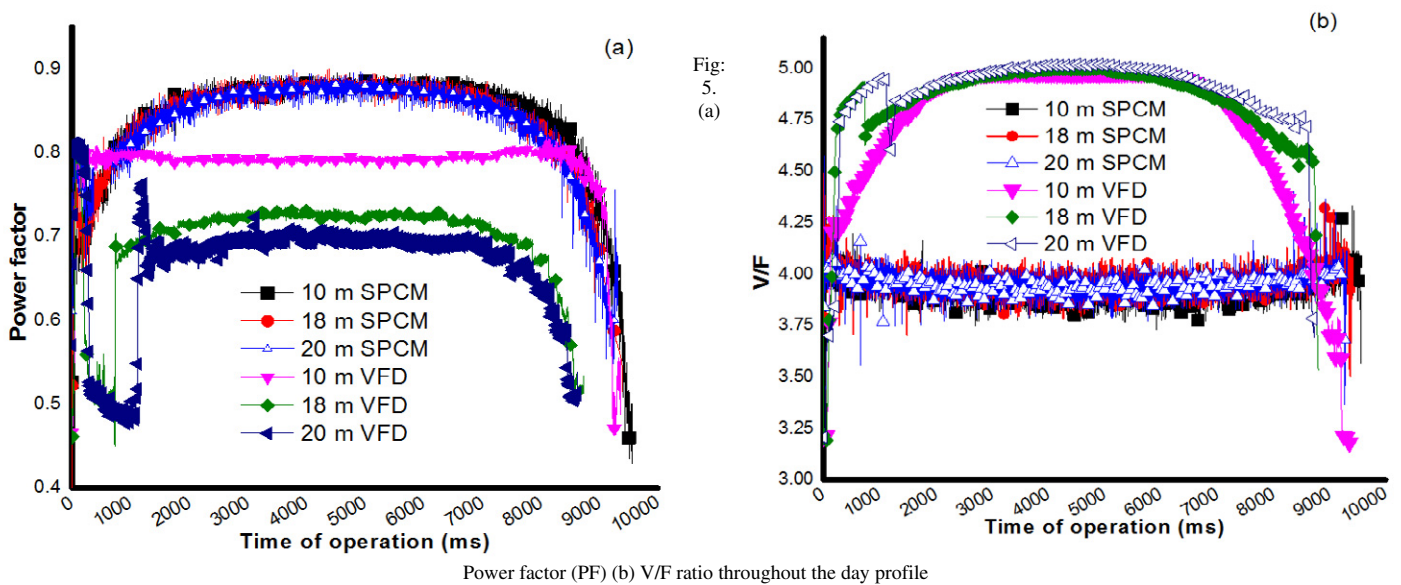 (a)
Power factor
0.9
0.8
0.7
0.6
0.5
0.4
10 m SPCM
18 m SPCM
20 m SPCM
10 m VFD
18 m VFD
20 m VFD
0
1000
2000
3000
4000
5000
6000
7000
8000
9000
10000
Time of operation (ms)
Fig:
5.
(a)
(b)
V/F
5.00
4.75
4.50
4.25
4.00
3.75
3.50
3.25
3.00
10 m SPCM
18 m SPCM
20 m SPCM
10 m VFD
18 m VFD
20 m VFD
0
1000
2000
3000
4000
5000
6000
7000
8000
9000
10000
Time of operation (ms)
Power factor (PF) (b) V/F ratio throughout the day profile